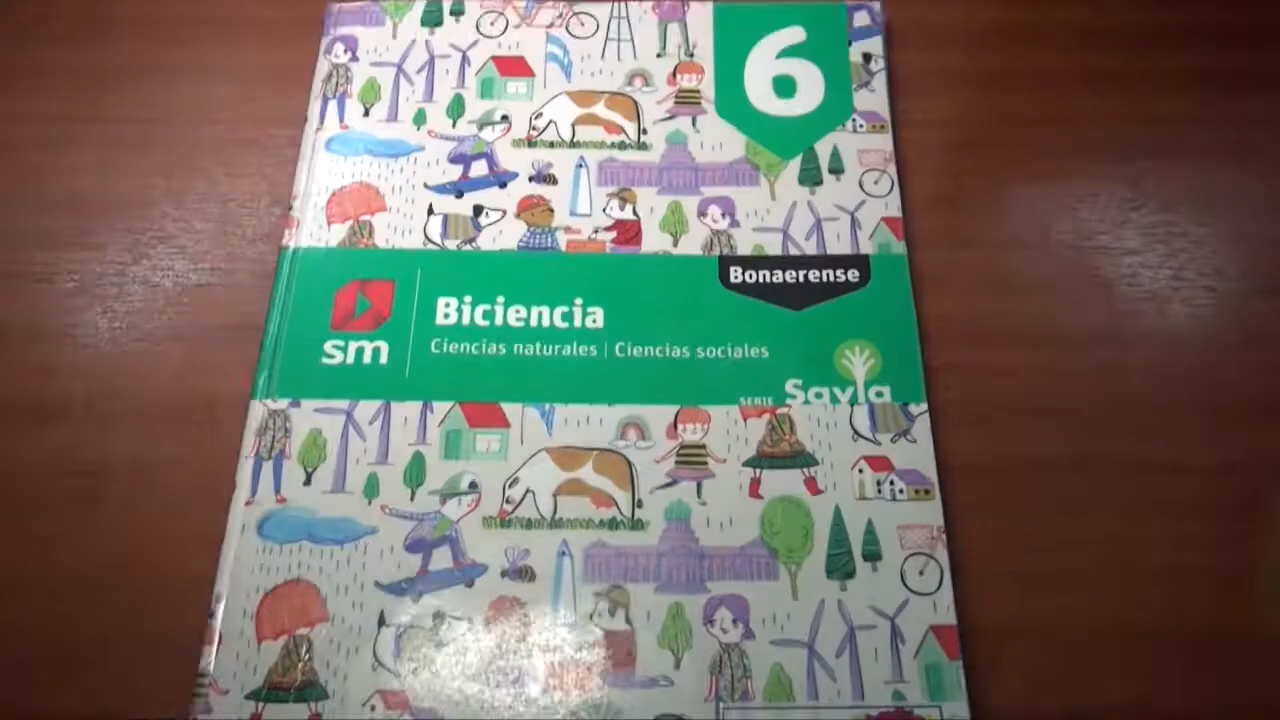 6
Bonaerense
sm
Biciencia
Ciencias naturales | Ciencias sociales
SERIE Savia